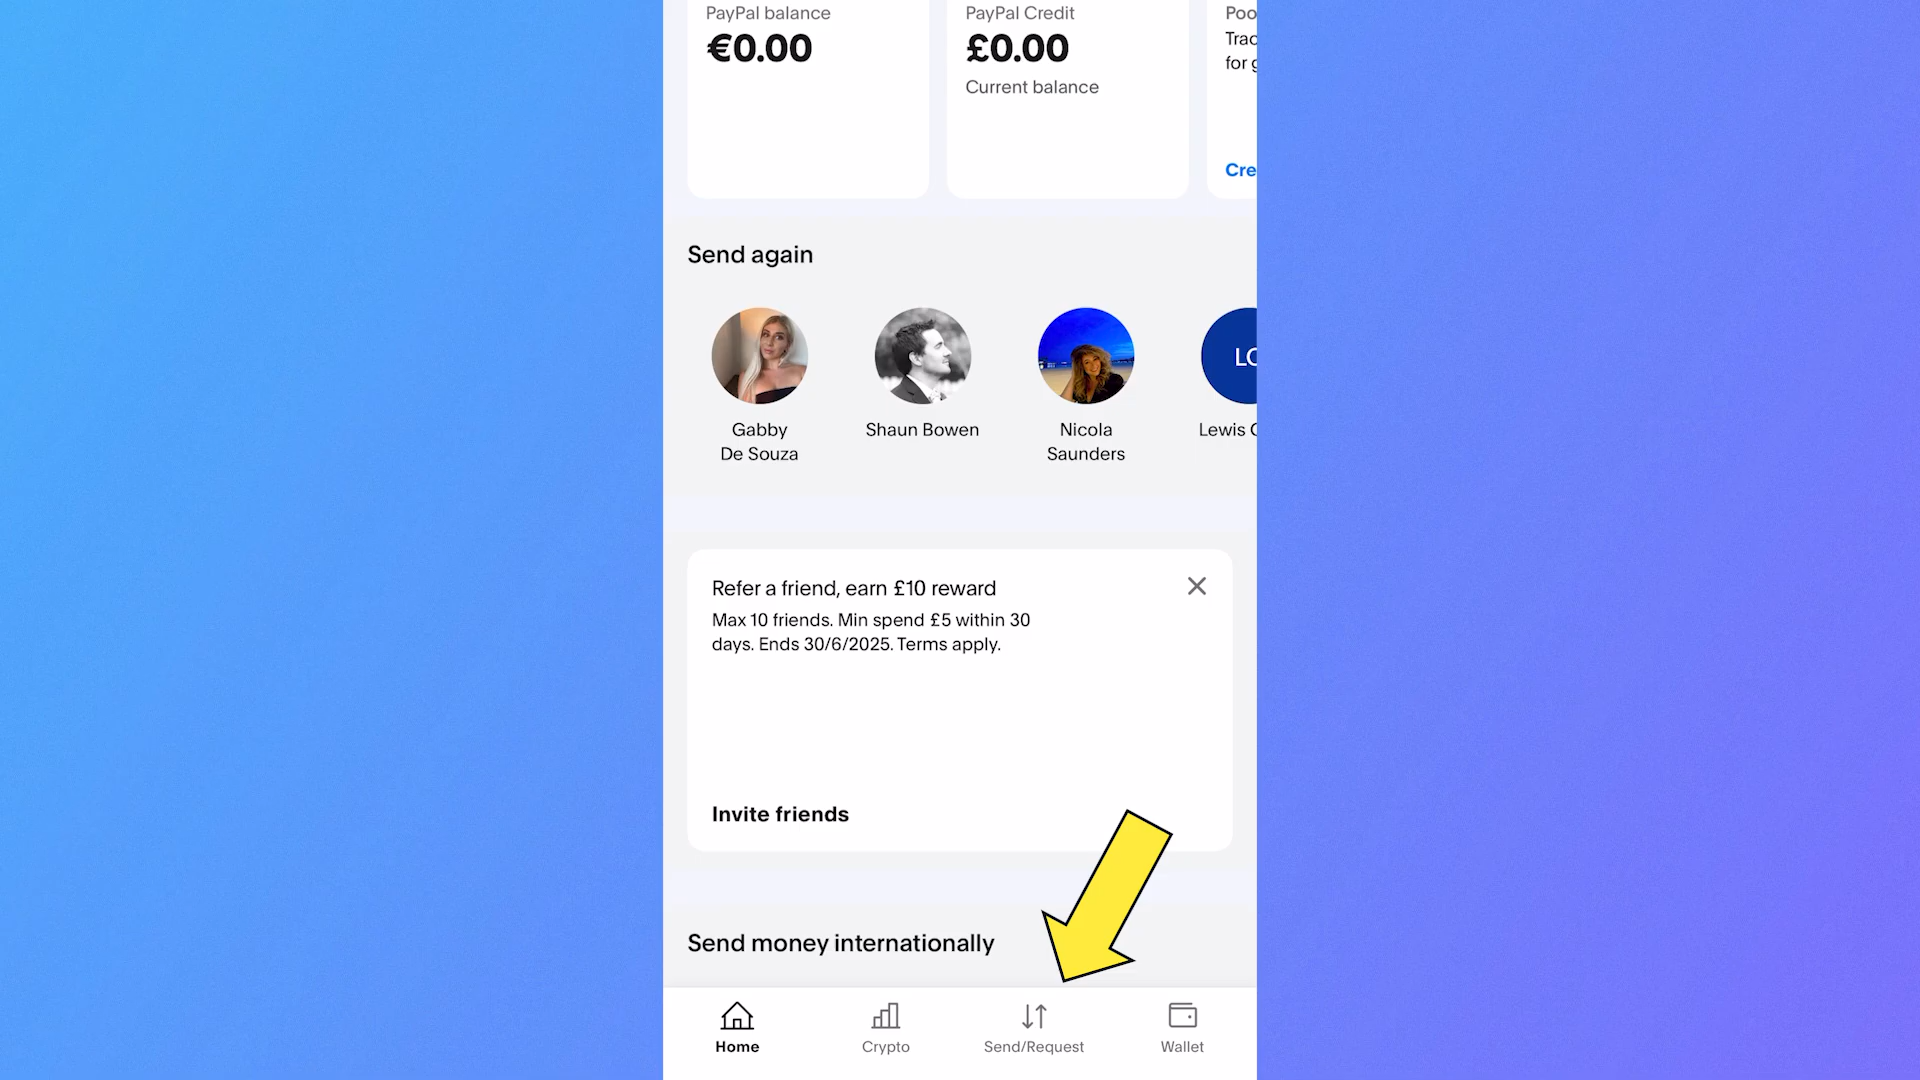 PayPal balance
€0.00
PayPal Credit
£0.00
Current balance
Poo
Trac
for g
Cre
Send again
Gabby
De Souza
Shaun Bowen
Nicola
Saunders
LC
Lewis C
Refer a friend, earn £10 reward
Max 10 friends. Min spend £5 within 30
days. Ends 30/6/2025. Terms apply.
Invite friends
Send money internationally
Home
Crypto
Send/Request
Wallet